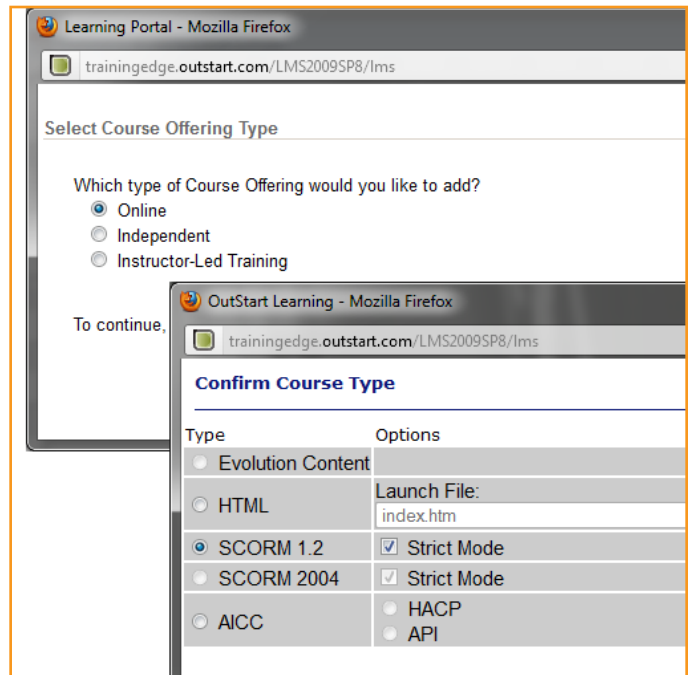 Learning Portal - Mozilla Firefox
trainingedge.outstart.com/LMS2009SP8/lms
Select Course Offering Type
Which type of Course Offering would you like to add?
Online
Independent
Instructor-Led Training
To continue,
OutStart Learning - Mozilla Firefox
trainingedge.outstart.com/LMS2009SP8/lms
Confirm Course Type
Type Options
Evolution Content
HTML
Launch File:
index.htm
SCORM 1.2 Strict Mode
SCORM 2004 Strict Mode
AICC
HACP
API